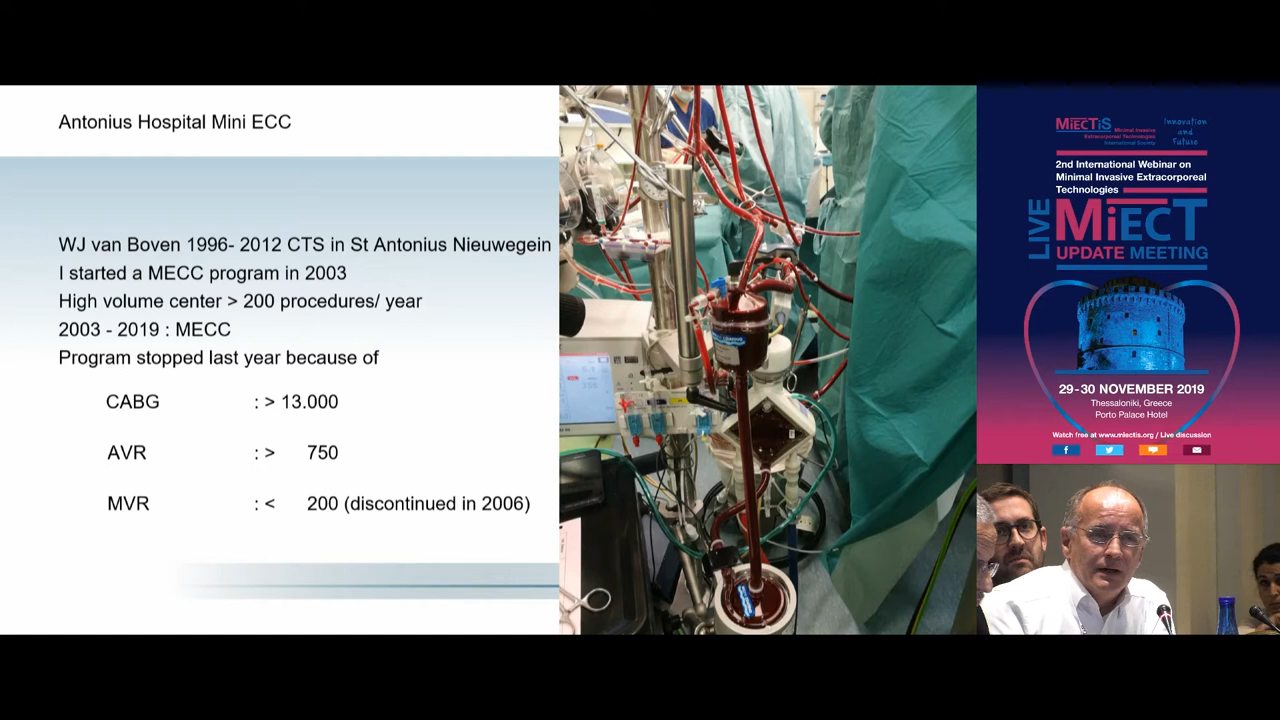 Antonius Hospital Mini ECC
WJ van Boven 1996- 2012 CTS in St Antonius Nieuwegein
I started a MECC program in 2003
High volume center > 200 procedures/ year
2003 - 2019 : MECC
Program stopped last year because of
CABG : > 13.000
AVR : > 750
MVR : < 200 (discontinued in 2006)
MiECTiS
Minimal Invasive
Extracorporeal Technologies
International Society
Innovation
and
Future
2nd International Webinar on
Minimal Invasive Extracorporeal
Technologies
LIVE
MiECT
UPDATE MEETING
29-30 NOVEMBER 2019
Thessaloniki, Greece
Porto Palace Hotel
Watch free at www.miectis.org / Live discussion